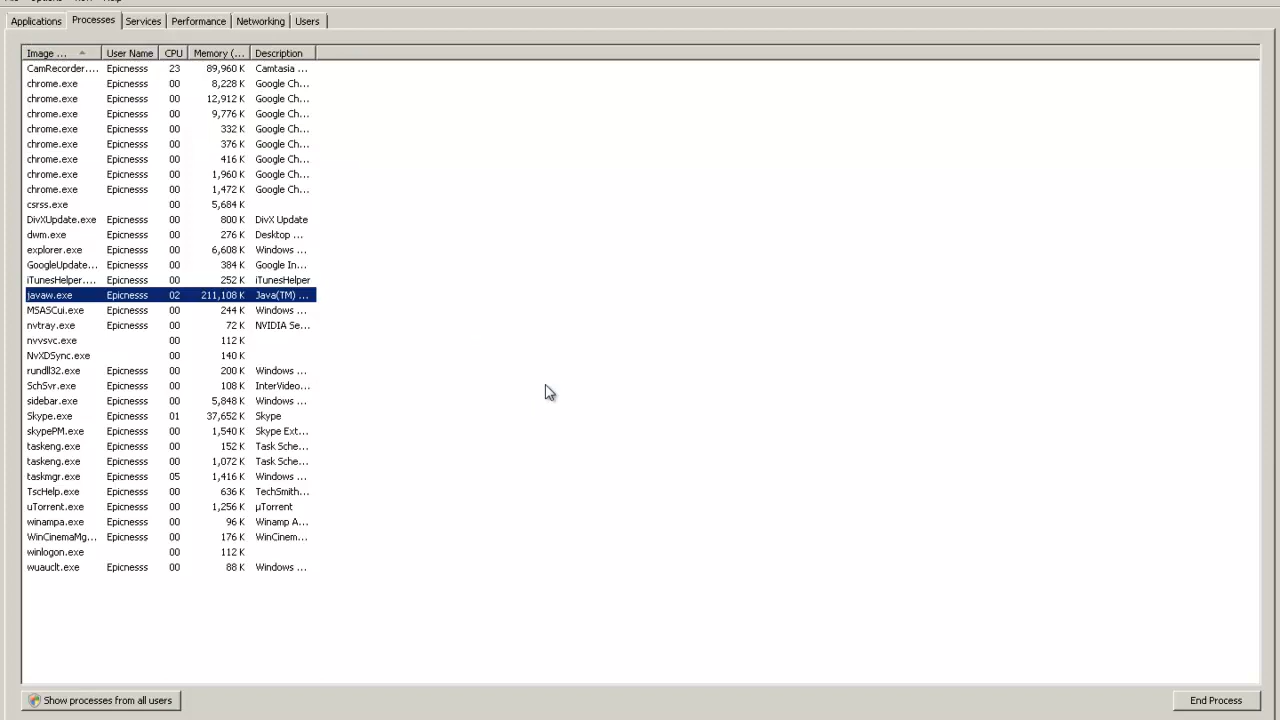 Applications Processes Services Performance Networking Users
Image ... User Name CPU Memory (... Description
CamRecorder.... Epicnesss 23 89,960 K Camtasia ...
chrome.exe Epicnesss 00 8,228 K Google Ch...
chrome.exe Epicnesss 00 12,912 K Google Ch...
chrome.exe Epicnesss 00 9,776 K Google Ch...
chrome.exe Epicnesss 00 332 K Google Ch...
chrome.exe Epicnesss 00 376 K Google Ch...
chrome.exe Epicnesss 00 416 K Google Ch...
chrome.exe Epicnesss 00 1,960 K Google Ch...
chrome.exe Epicnesss 00 1,472 K Google Ch...
csrss.exe 00 5,684 K
DivXUpdate.exe Epicnesss 00 800 K DivX Update
dwm.exe Epicnesss 00 276 K Desktop ...
explorer.exe Epicnesss 00 6,608 K Windows ...
GoogleUpdate... Epicnesss 00 384 K Google In...
iTunesHelper.... Epicnesss 00 252 K iTunesHelper
javaw.exe Epicnesss 02 211,108 K Java(TM) ...
MSASCui.exe Epicnesss 00 244 K Windows ...
nvtray.exe Epicnesss 00 72 K NVIDIA Se...
nvvsvc.exe 00 112 K
NvXDSync.exe 00 140 K
rundll32.exe Epicnesss 00 200 K Windows ...
SchSvr.exe Epicnesss 00 108 K InterVideo...
sidebar.exe Epicnesss 00 5,848 K Windows ...
Skype.exe Epicnesss 01 37,652 K Skype
skypePM.exe Epicnesss 00 1,540 K Skype Ext...
taskeng.exe Epicnesss 00 152 K Task Sche...
taskeng.exe Epicnesss 00 1,072 K Task Sche...
taskmgr.exe Epicnesss 05 1,416 K Windows ...
TscHelp.exe Epicnesss 00 636 K TechSmith...
uTorrent.exe Epicnesss 00 1,256 K µTorrent
winampa.exe Epicnesss 00 96 K Winamp A...
WinCinemaMg... Epicnesss 00 176 K WinCinem...
winlogon.exe 00 112 K
wuauclt.exe Epicnesss 00 88 K Windows ...
Show processes from all users End Process